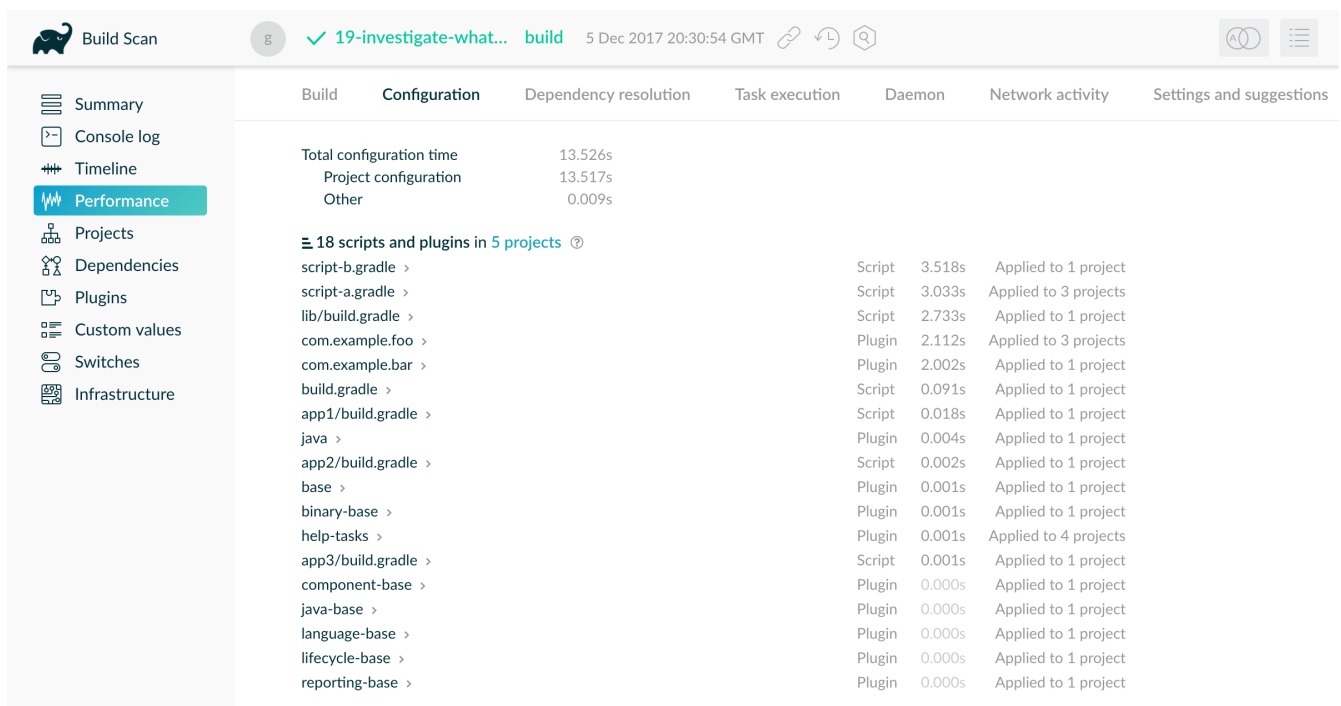 Build Scan
g 19-investigate-what... build 5 Dec 2017 20:30:54 GMT
A
Summary
Console log
Timeline
Performance
Projects
Dependencies
Plugins
Custom values
Switches
Infrastructure
Build Configuration Dependency resolution Task execution Daemon Network activity Settings and suggestions
Total configuration time 13.526s
Project configuration 13.517s
Other 0.009s
18 scripts and plugins in 5 projects ?
script-b.gradle > Script 3.518s Applied to 1 project
script-a.gradle > Script 3.033s Applied to 3 projects
lib/build.gradle > Script 2.733s Applied to 1 project
com.example.foo > Plugin 2.112s Applied to 3 projects
com.example.bar > Plugin 2.002s Applied to 1 project
build.gradle > Script 0.091s Applied to 1 project
app1/build.gradle > Script 0.018s Applied to 1 project
java > Plugin 0.004s Applied to 1 project
app2/build.gradle > Script 0.002s Applied to 1 project
base > Plugin 0.001s Applied to 1 project
binary-base > Plugin 0.001s Applied to 1 project
help-tasks > Plugin 0.001s Applied to 4 projects
app3/build.gradle > Script 0.001s Applied to 1 project
component-base > Plugin 0.000s Applied to 1 project
java-base > Plugin 0.000s Applied to 1 project
language-base > Plugin 0.000s Applied to 1 project
lifecycle-base > Plugin 0.000s Applied to 1 project
reporting-base > Plugin 0.000s Applied to 1 project